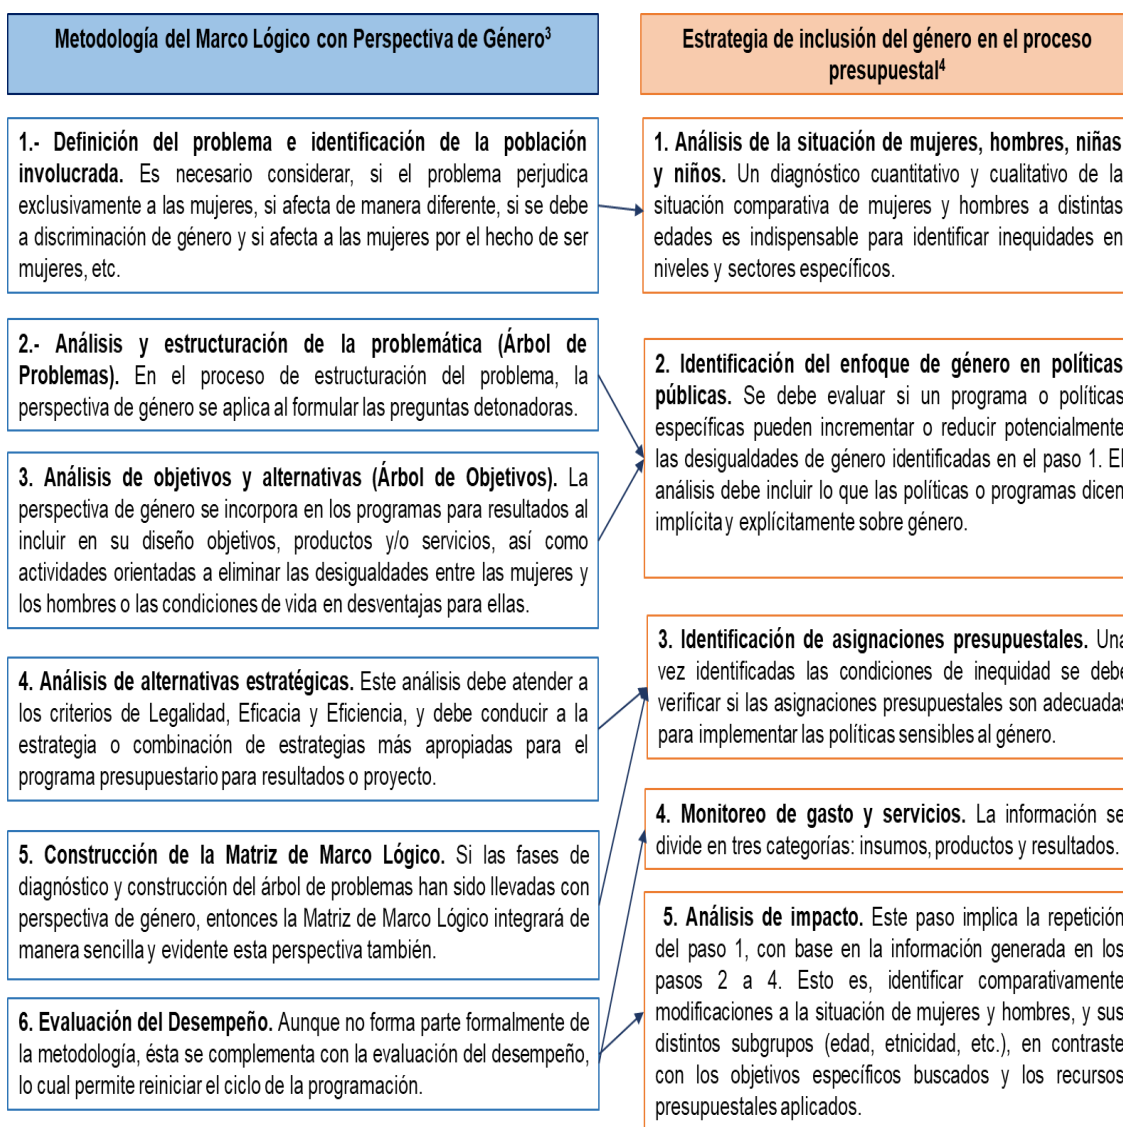 Metodología del Marco Lógico con Perspectiva de Género³
1.- Definición del problema e identificación de la población
involucrada. Es necesario considerar, si el problema perjudica
exclusivamente a las mujeres, si afecta de manera diferente, si se debe
a discriminación de género y si afecta a las mujeres por el hecho de ser
mujeres, etc.
2.- Análisis y estructuración de la problemática (Árbol de
Problemas). En el proceso de estructuración del problema, la
perspectiva de género se aplica al formular las preguntas detonadoras.
3. Análisis de objetivos y alternativas (Árbol de Objetivos). La
perspectiva de género se incorpora en los programas para resultados al
incluir en su diseño objetivos, productos y/o servicios, así como
actividades orientadas a eliminar las desigualdades entre las mujeres y
los hombres o las condiciones de vida en desventajas para ellas.
4. Análisis de alternativas estratégicas. Este análisis debe atender a
los criterios de Legalidad, Eficacia y Eficiencia, y debe conducir a la
estrategia o combinación de estrategias más apropiadas para el
programa presupuestario para resultados o proyecto.
5. Construcción de la Matriz de Marco Lógico. Si las fases de
diagnóstico y construcción del árbol de problemas han sido llevadas con
perspectiva de género, entonces la Matriz de Marco Lógico integrará de
manera sencilla y evidente esta perspectiva también.
6. Evaluación del Desempeño. Aunque no forma parte formalmente de
la metodología, ésta se complementa con la evaluación del desempeño,
lo cual permite reiniciar el ciclo de la programación.
Estrategia de inclusión del género en el proceso
presupuestal⁴
1. Análisis de la situación de mujeres, hombres, niñas
y niños. Un diagnóstico cuantitativo y cualitativo de la
situación comparativa de mujeres y hombres a distintas
edades es indispensable para identificar inequidades en
niveles y sectores específicos.
2. Identificación del enfoque de género en políticas
públicas. Se debe evaluar si un programa o políticas
específicas pueden incrementar o reducir potencialmente
las desigualdades de género identificadas en el paso 1. El
análisis debe incluir lo que las políticas o programas dicen
implícita y explícitamente sobre género.
3. Identificación de asignaciones presupuestales. Una
vez identificadas las condiciones de inequidad se debe
verificar si las asignaciones presupuestales son adecuadas
para implementar las políticas sensibles al género.
4. Monitoreo de gasto y servicios. La información se
divide en tres categorías: insumos, productos y resultados.
5. Análisis de impacto. Este paso implica la repetición
del paso 1, con base en la información generada en los
pasos 2 a 4. Esto es, identificar comparativamente
modificaciones a la situación de mujeres y hombres, y sus
distintos subgrupos (edad, etnicidad, etc.), en contraste
con los objetivos específicos buscados y los recursos
presupuestales aplicados.